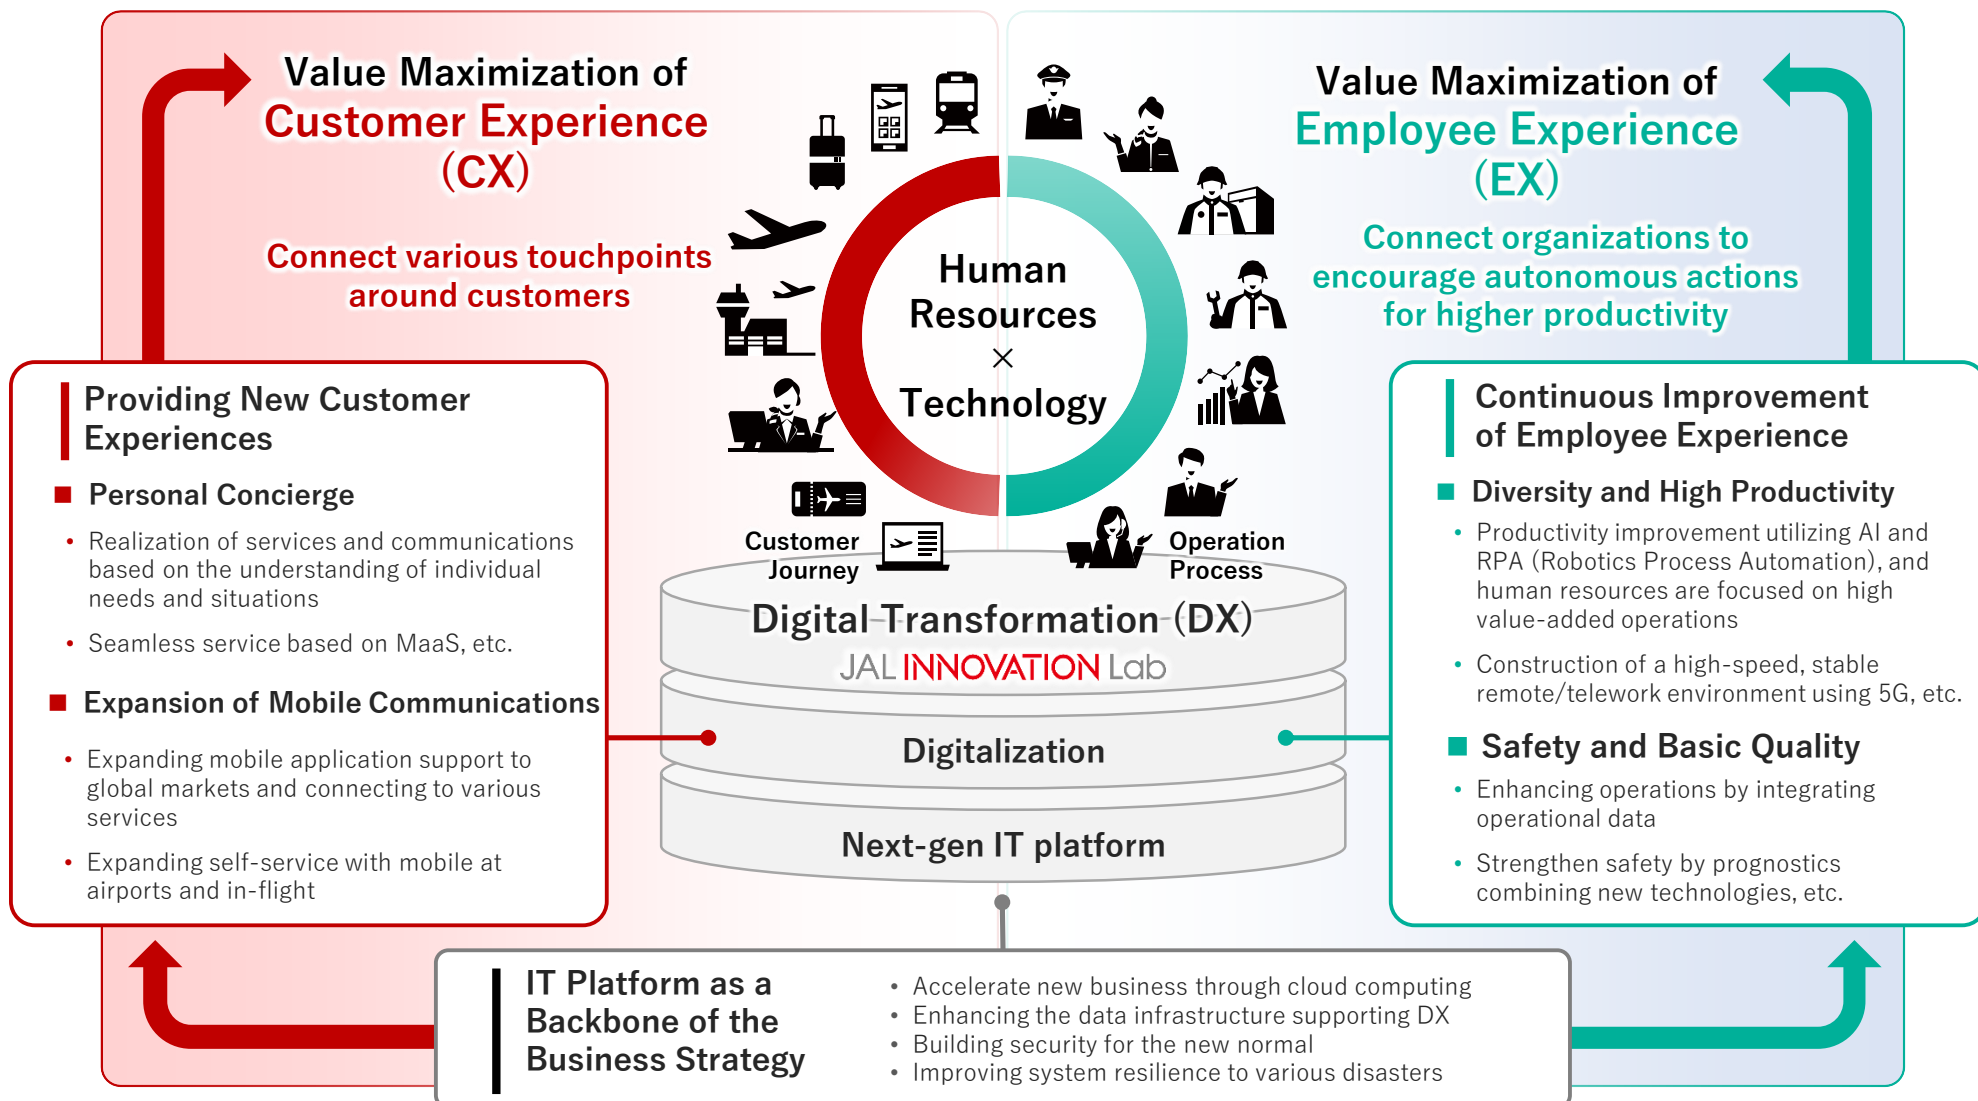 Value Maximization of
Customer Experience
(CX)
Connect various touchpoints
around customers
Value Maximization of
Employee Experience
(EX)
Connect organizations to
encourage autonomous actions
for higher productivity
Human
Resources
×
Technology
Customer
Journey
Operation
Process
Providing New Customer
Experiences
■ Personal Concierge
• Realization of services and communications
based on the understanding of individual
needs and situations
• Seamless service based on MaaS, etc.
■ Expansion of Mobile Communications
• Expanding mobile application support to
global markets and connecting to various
services
• Expanding self-service with mobile at
airports and in-flight
Digital Transformation (DX)
JAL INNOVATION Lab
Digitalization
Next-gen IT platform
Continuous Improvement
of Employee Experience
■ Diversity and High Productivity
• Productivity improvement utilizing AI and
RPA (Robotics Process Automation), and
human resources are focused on high
value-added operations
• Construction of a high-speed, stable
remote/telework environment using 5G, etc.
■ Safety and Basic Quality
• Enhancing operations by integrating
operational data
• Strengthen safety by prognostics
combining new technologies, etc.
IT Platform as a
Backbone of the
Business Strategy
• Accelerate new business through cloud computing
• Enhancing the data infrastructure supporting DX
• Building security for the new normal
• Improving system resilience to various disasters